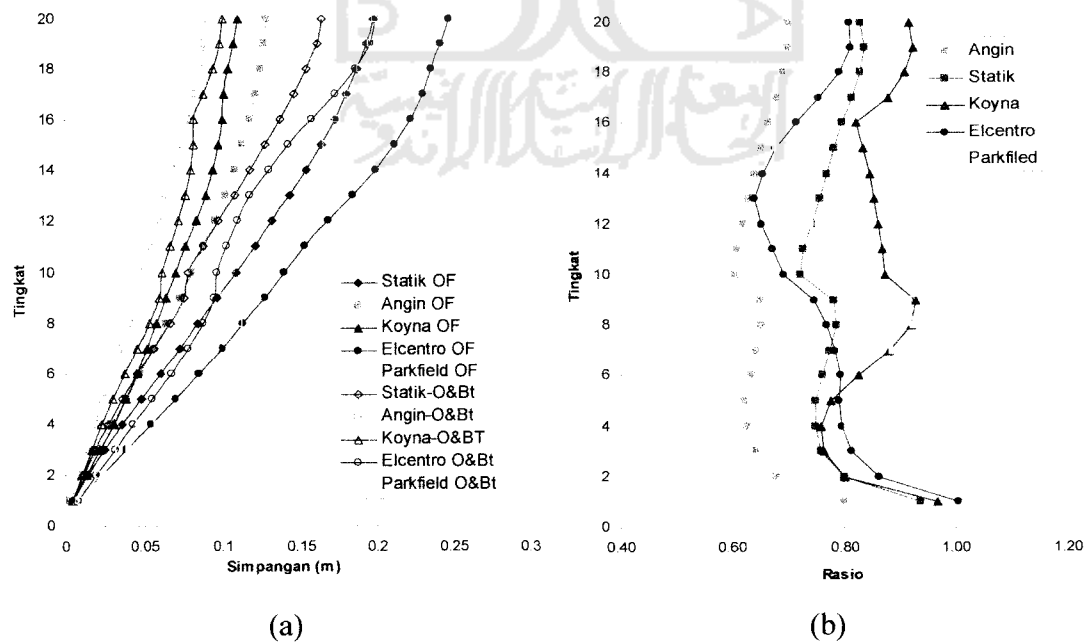 20
18
16
14
12
10
8
6
4
2
0
Tingkat
0
0.05
0.1
0.15
0.2
0.25
0.3
Simpangan (m)
Statik OF
Angin OF
Koyna OF
Elcentro OF
Parkfield OF
Statik-O&Bt
Angin-O&Bt
Koyna-O&BT
Elcentro O&Bt
Parkfield O&Bt
(a)
20
18
16
14
12
10
8
6
4
2
0
Tingkat
0.40
0.60
0.80
1.00
1.20
Rasio
Angin
Statik
Koyna
Elcentro
Parkfiled
(b)